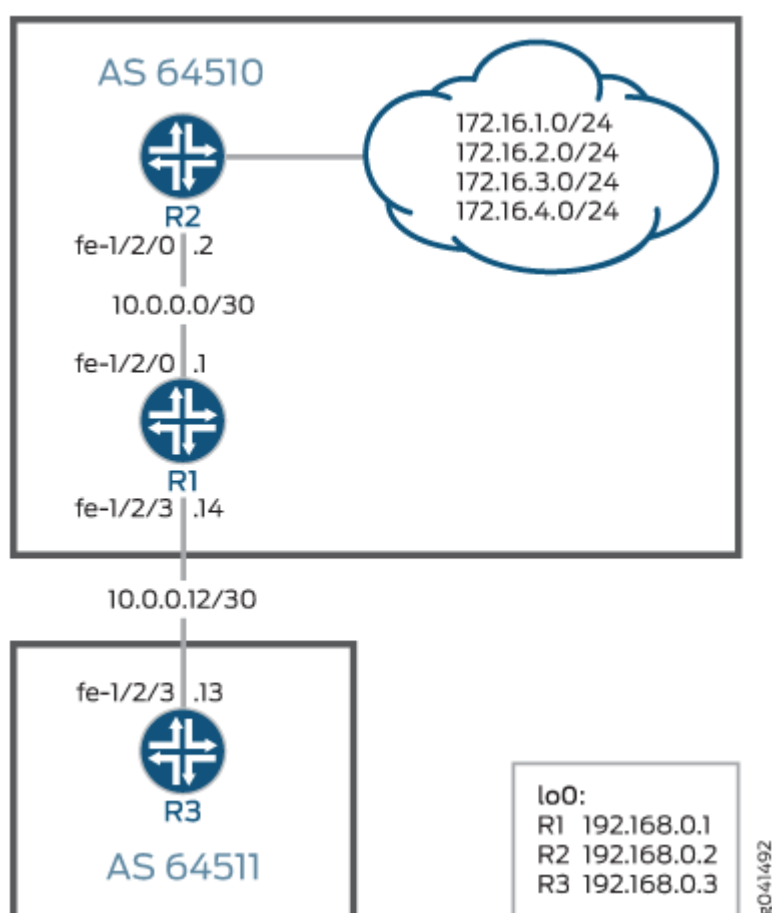 AS 64510
172.16.1.0/24
172.16.2.0/24
172.16.3.0/24
172.16.4.0/24
R2
fe-1/2/0 .2
10.0.0.0/30
fe-1/2/0 .1
R1
fe-1/2/3 .14
10.0.0.12/30
fe-1/2/3 .13
R3
AS 64511
lo0:
R1 192.168.0.1
R2 192.168.0.2
R3 192.168.0.3
g041492